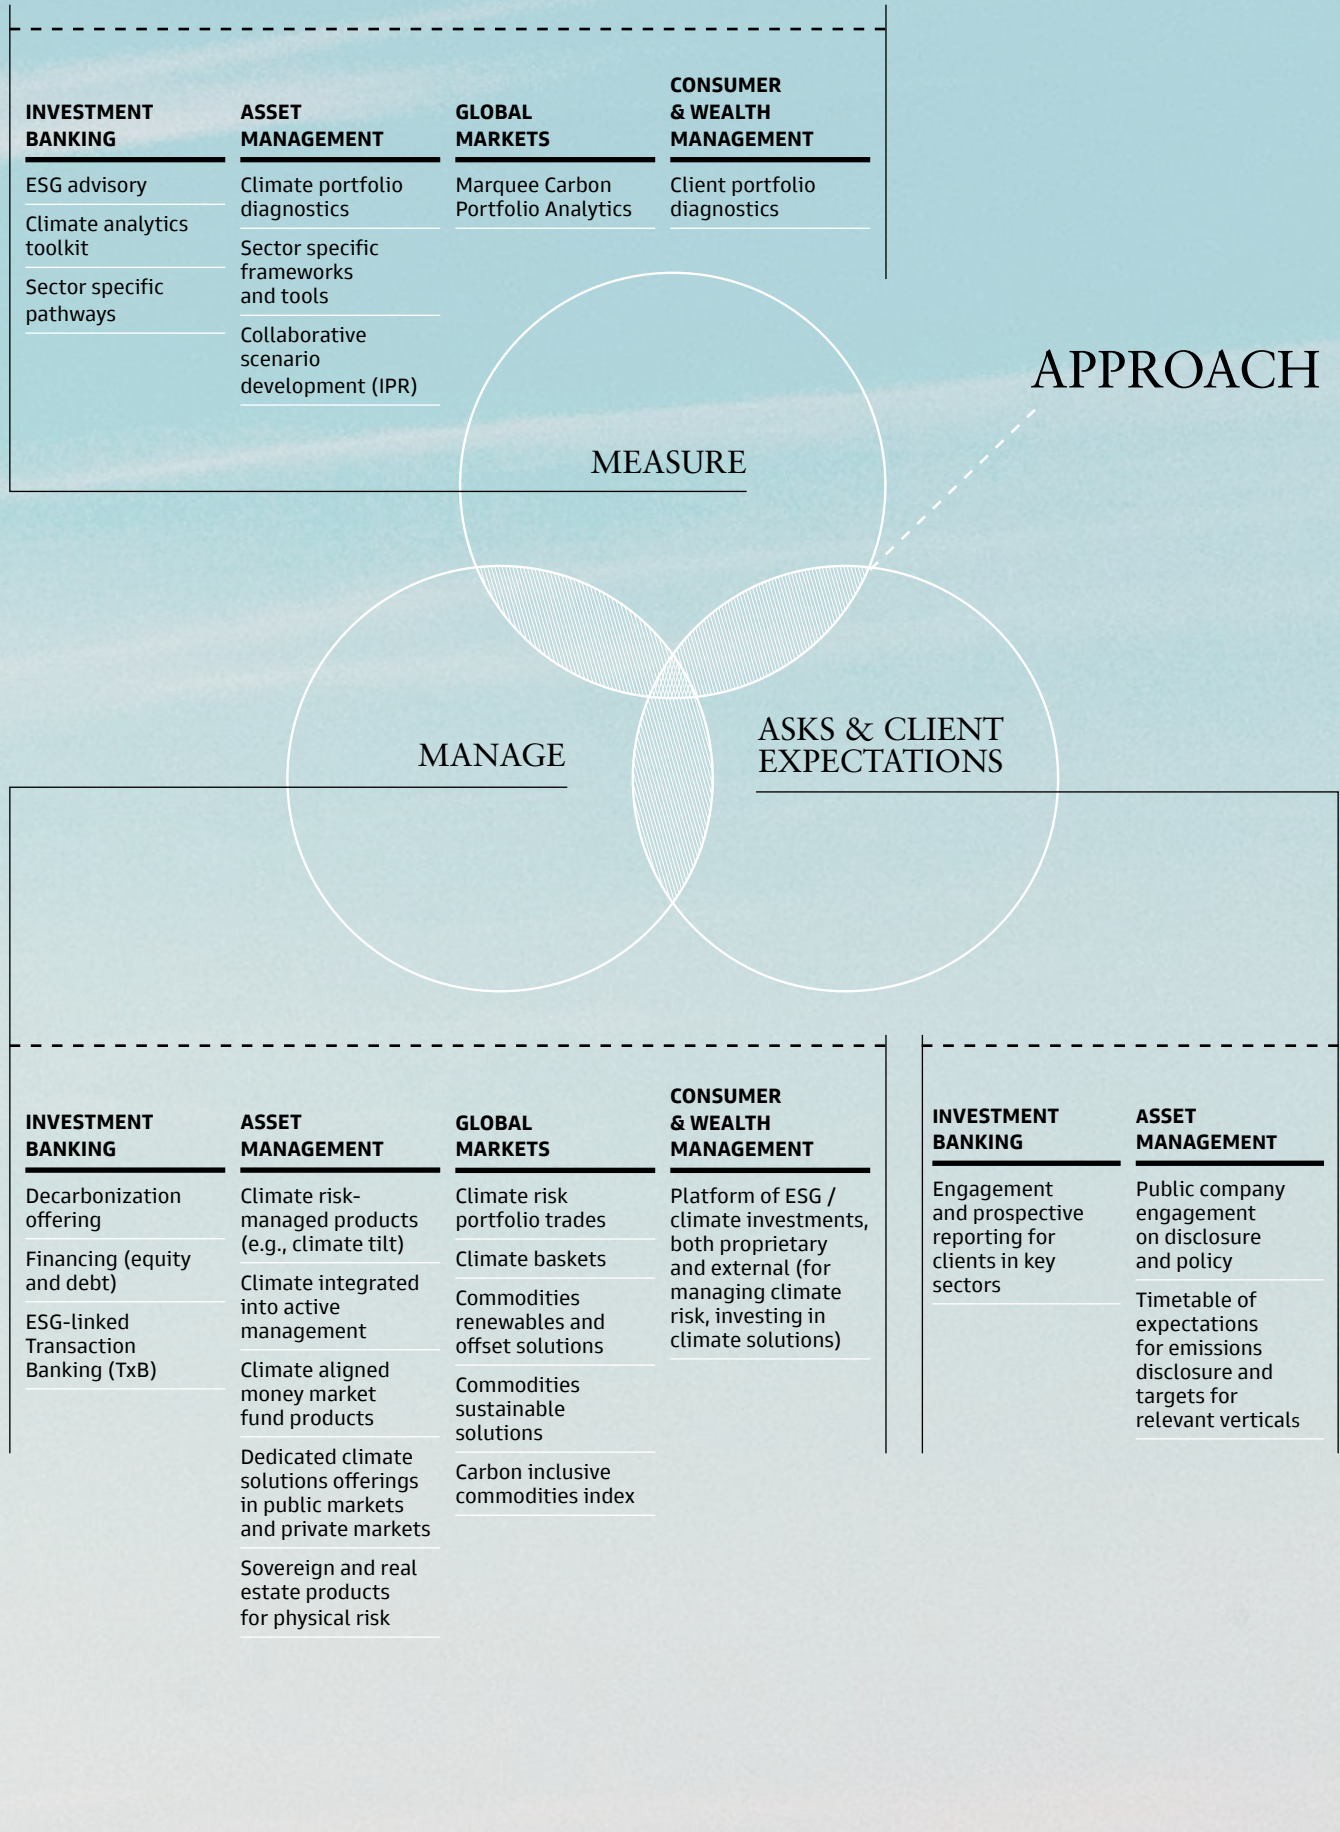 INVESTMENT
BANKING
ESG advisory
Climate analytics
toolkit
Sector specific
pathways
ASSET
MANAGEMENT
Climate portfolio
diagnostics
Sector specific
frameworks
and tools
Collaborative
scenario
development (IPR)
GLOBAL
MARKETS
Marquee Carbon
Portfolio Analytics
CONSUMER
& WEALTH
MANAGEMENT
Client portfolio
diagnostics
APPROACH
MEASURE
MANAGE
ASKS & CLIENT
EXPECTATIONS
INVESTMENT
BANKING
Decarbonization
offering
Financing (equity
and debt)
ESG-linked
Transaction
Banking (TxB)
ASSET
MANAGEMENT
Climate risk-
managed products
(e.g., climate tilt)
Climate integrated
into active
management
Climate aligned
money market
fund products
Dedicated climate
solutions offerings
in public markets
and private markets
Sovereign and real
estate products
for physical risk
GLOBAL
MARKETS
Climate risk
portfolio trades
Climate baskets
Commodities
renewables and
offset solutions
Commodities
sustainable
solutions
Carbon inclusive
commodities index
CONSUMER
& WEALTH
MANAGEMENT
Platform of ESG /
climate investments,
both proprietary
and external (for
managing climate
risk, investing in
climate solutions)
INVESTMENT
BANKING
Engagement
and prospective
reporting for
clients in key
sectors
ASSET
MANAGEMENT
Public company
engagement
on disclosure
and policy
Timetable of
expectations
for emissions
disclosure and
targets for
relevant verticals